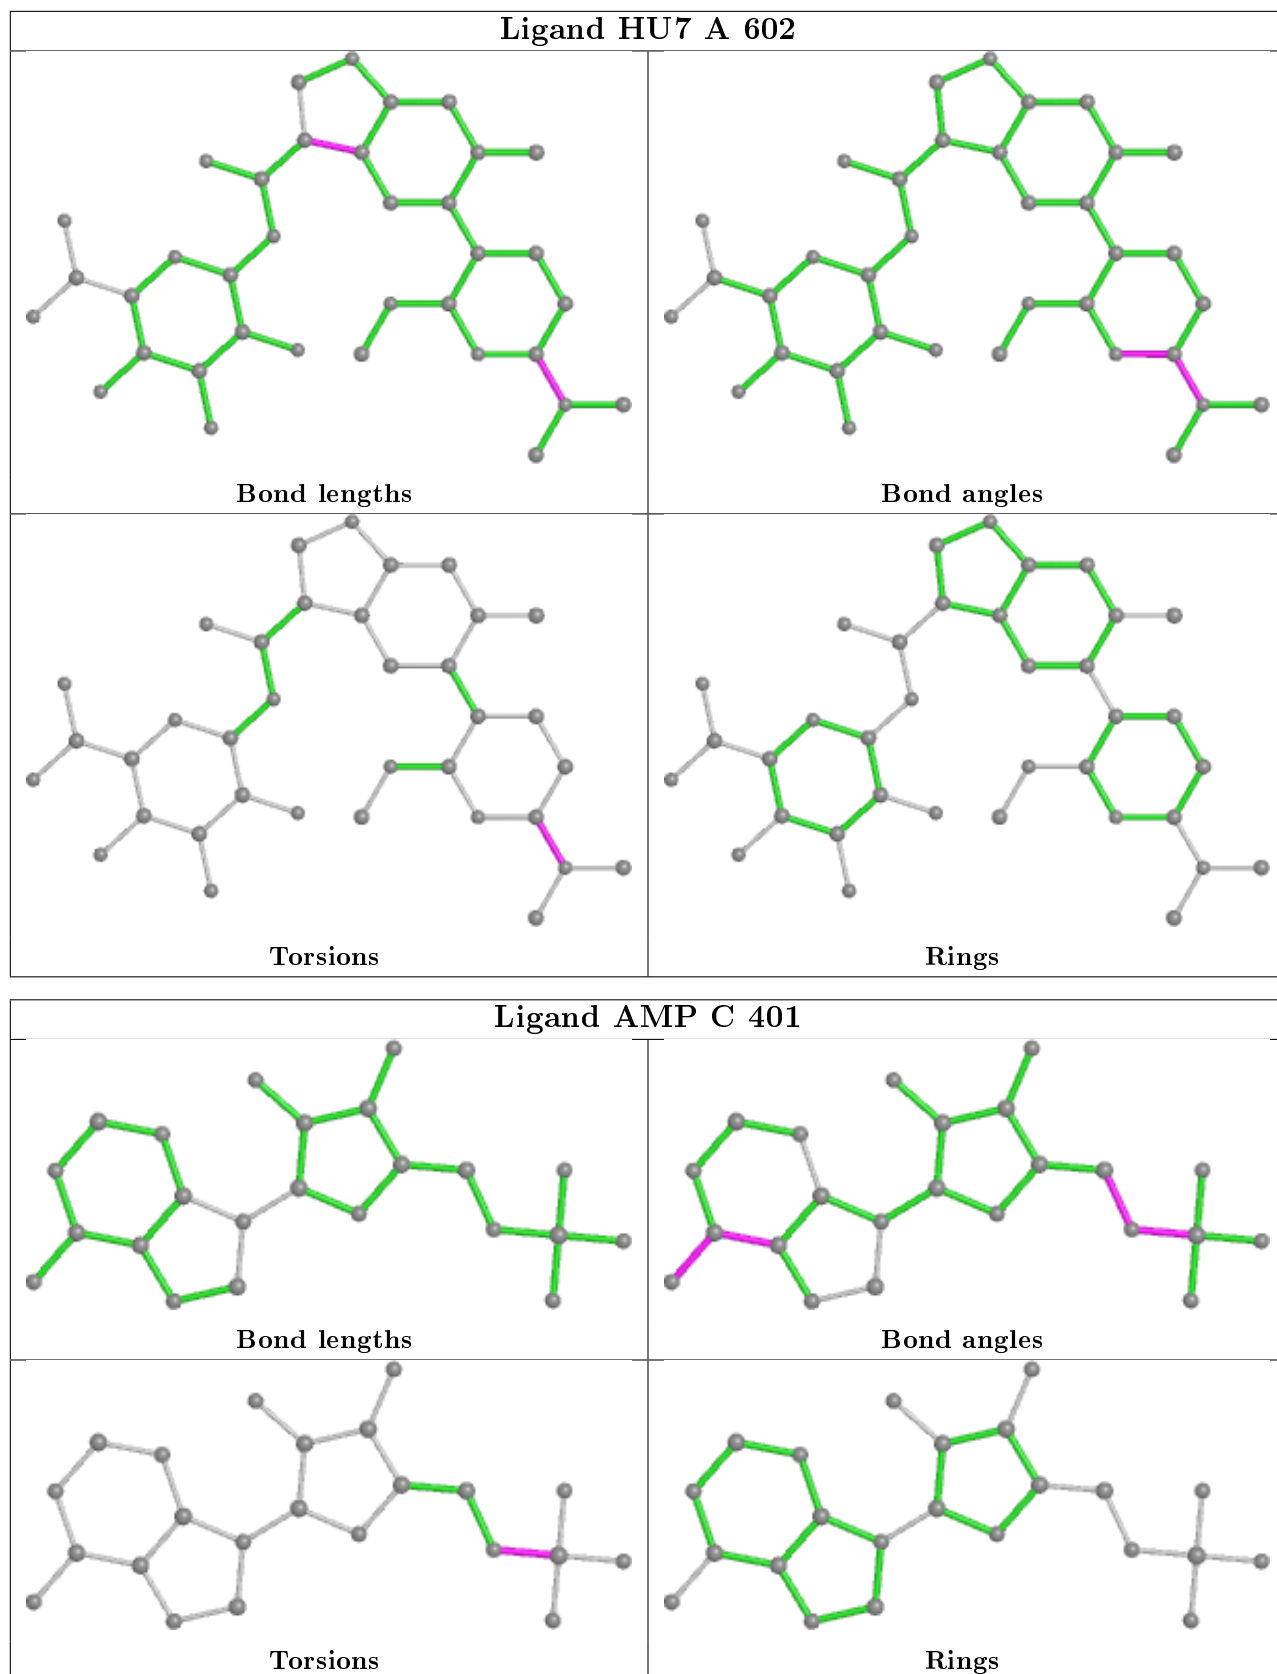 Ligand HU7 A 602
Bond lengths
Bond angles
Torsions
Rings
Ligand AMP C 401
Bond lengths
Bond angles
Torsions
Rings